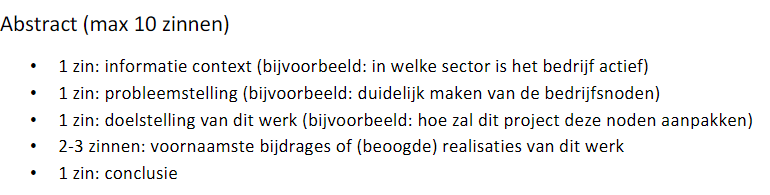 Abstract (max 10 zinnen)
• 1 zin: informatie context (bijvoorbeeld: in welke sector is het bedrijf actief)
• 1 zin: probleemstelling (bijvoorbeeld: duidelijk maken van de bedrijfsnoden)
• 1 zin: doelstelling van dit werk (bijvoorbeeld: hoe zal dit project deze noden aanpakken)
• 2-3 zinnen: voornaamste bijdrages of (beoogde) realisaties van dit werk
• 1 zin: conclusie